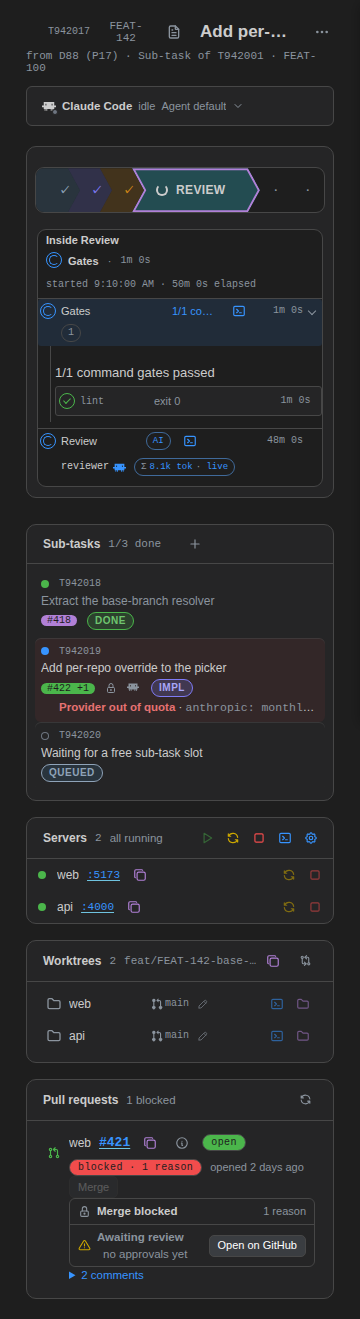 T942017 FEAT-142 Add per-…
from D88 (P17) · Sub-task of T942001 · FEAT-100
Claude Code idle Agent default
REVIEW
Inside Review
Gates · 1m 0s
started 9:10:00 AM · 50m 0s elapsed
Gates 1/1 co… 1m 0s
1
1/1 command gates passed
lint exit 0 1m 0s
Review AI 48m 0s
reviewer Σ 8.1k tok · live
Sub-tasks 1/3 done
T942018
Extract the base-branch resolver
#418 DONE
T942019
Add per-repo override to the picker
#422 +1 IMPL
Provider out of quota · anthropic: monthl…
T942020
Waiting for a free sub-task slot
QUEUED
Servers 2 all running
web :5173
api :4000
Worktrees 2 feat/FEAT-142-base-…
web main
api main
Pull requests 1 blocked
web #421 open
blocked · 1 reason opened 2 days ago
Merge
Merge blocked 1 reason
Awaiting review
no approvals yet
Open on GitHub
2 comments